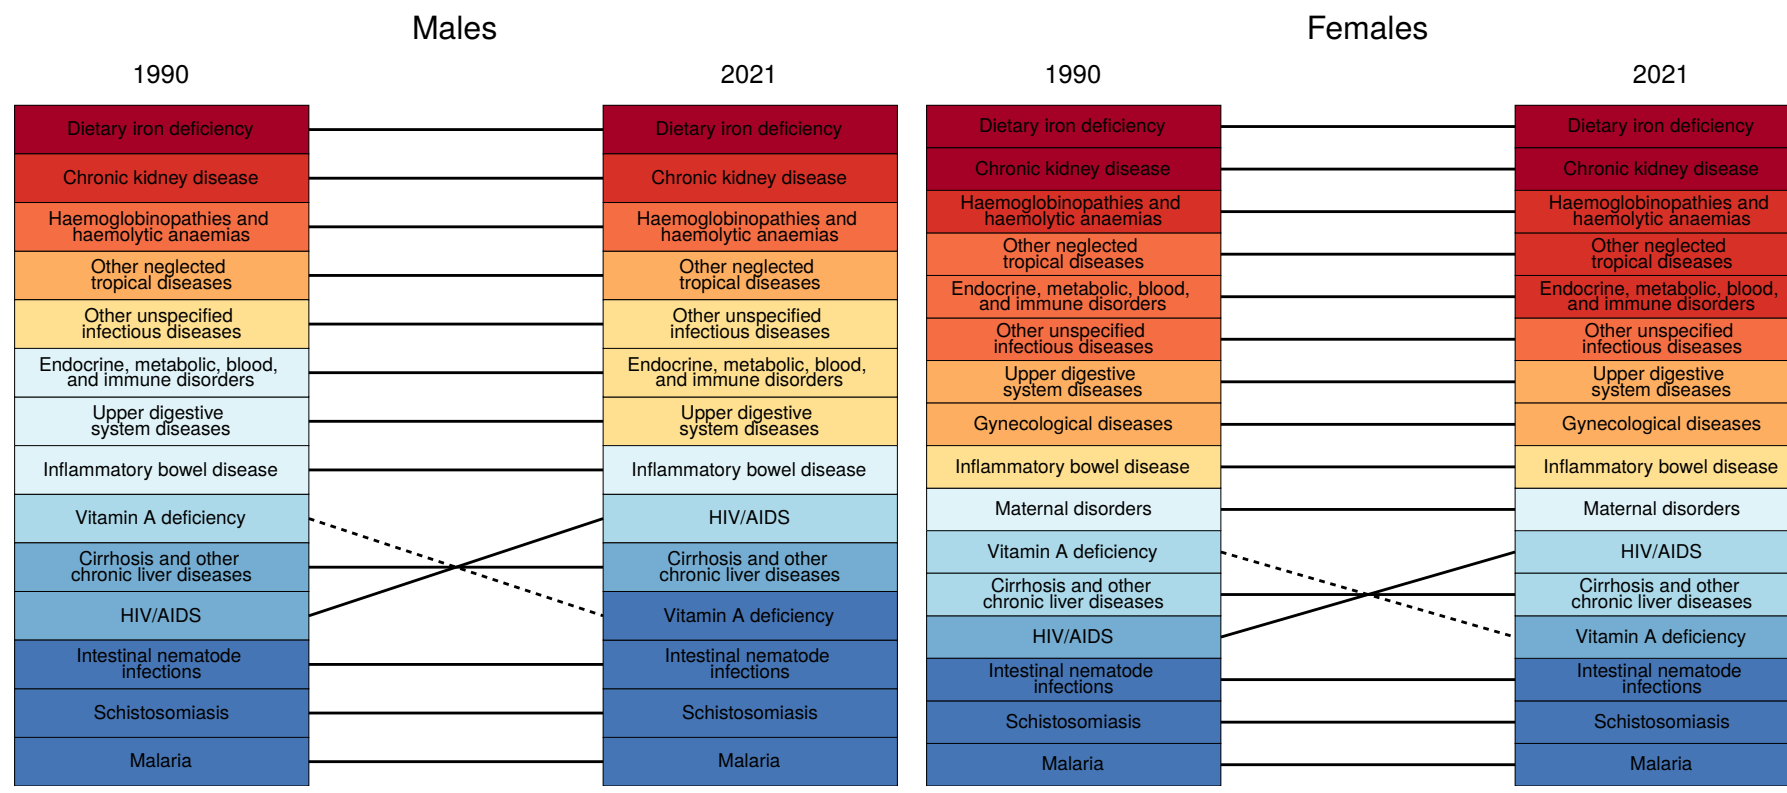 Males
1990
2021
Dietary iron deficiency
Chronic kidney disease
Haemoglobinopathies and
haemolytic anaemias
Other neglected
tropical diseases
Other unspecified
infectious diseases
Endocrine, metabolic, blood,
and immune disorders
Upper digestive
system diseases
Inflammatory bowel disease
Vitamin A deficiency
Cirrhosis and other
chronic liver diseases
HIV/AIDS
Intestinal nematode
infections
Schistosomiasis
Malaria
Dietary iron deficiency
Chronic kidney disease
Haemoglobinopathies and
haemolytic anaemias
Other neglected
tropical diseases
Other unspecified
infectious diseases
Endocrine, metabolic, blood,
and immune disorders
Upper digestive
system diseases
Inflammatory bowel disease
HIV/AIDS
Cirrhosis and other
chronic liver diseases
Vitamin A deficiency
Intestinal nematode
infections
Schistosomiasis
Malaria
Females
1990
2021
Dietary iron deficiency
Chronic kidney disease
Haemoglobinopathies and
haemolytic anaemias
Other neglected
tropical diseases
Endocrine, metabolic, blood,
and immune disorders
Other unspecified
infectious diseases
Upper digestive
system diseases
Gynecological diseases
Inflammatory bowel disease
Maternal disorders
Vitamin A deficiency
Cirrhosis and other
chronic liver diseases
HIV/AIDS
Intestinal nematode
infections
Schistosomiasis
Malaria
Dietary iron deficiency
Chronic kidney disease
Haemoglobinopathies and
haemolytic anaemias
Other neglected
tropical diseases
Endocrine, metabolic, blood,
and immune disorders
Other unspecified
infectious diseases
Upper digestive
system diseases
Gynecological diseases
Inflammatory bowel disease
Maternal disorders
HIV/AIDS
Cirrhosis and other
chronic liver diseases
Vitamin A deficiency
Intestinal nematode
infections
Schistosomiasis
Malaria